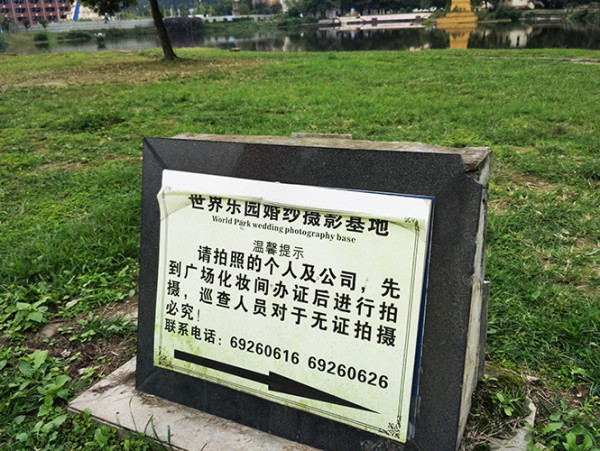 世界乐园婚纱摄影基地
World Park wedding photography base
温馨提示
请拍照的个人及公司，先
到广场化妆间办证后进行拍
摄，巡查人员对于无证拍摄
必究！
联系电话：69260616 69260626